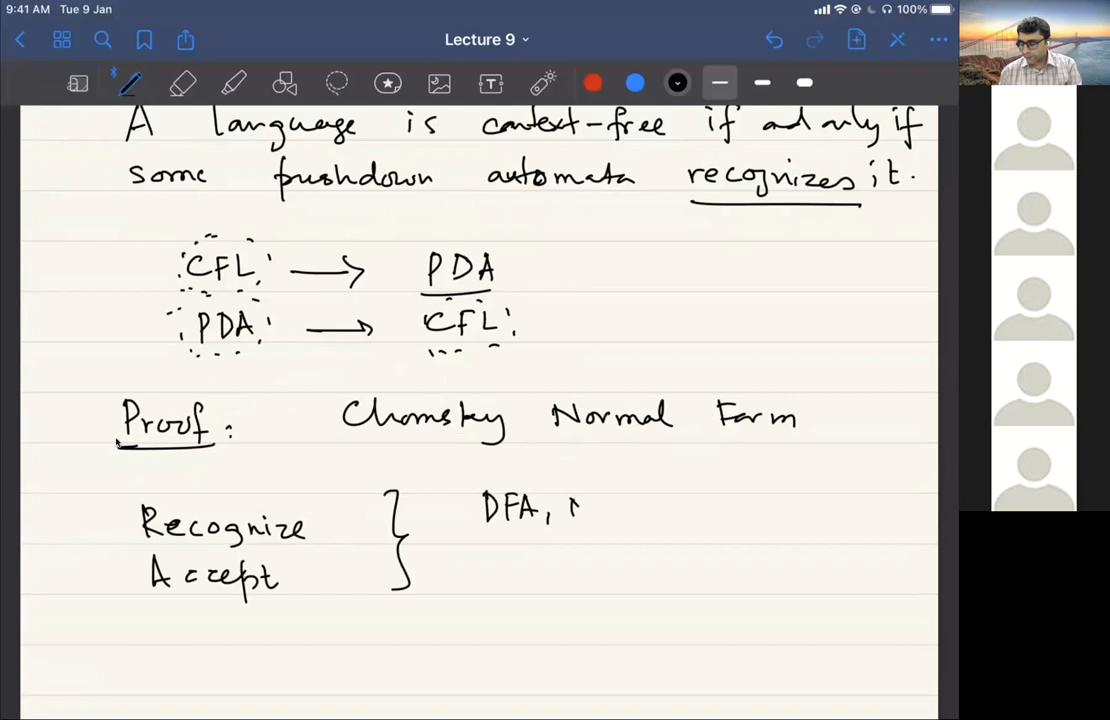 9:41 AM Tue 9 Jan
100%
Lecture 9
A language is context-free if and only if
some pushdown automata recognizes it.
CFL → PDA
PDA → CFL
Proof: Chomsky Normal Form
Recognize
DFA,
Accept